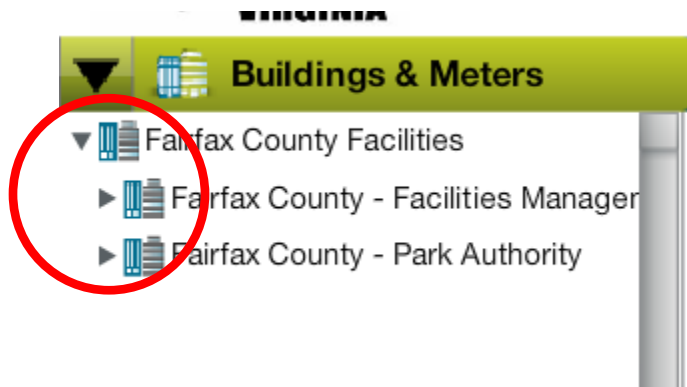 VIRGINIA
Buildings & Meters
Fairfax County Facilities
Fairfax County - Facilities Manager
Fairfax County - Park Authority